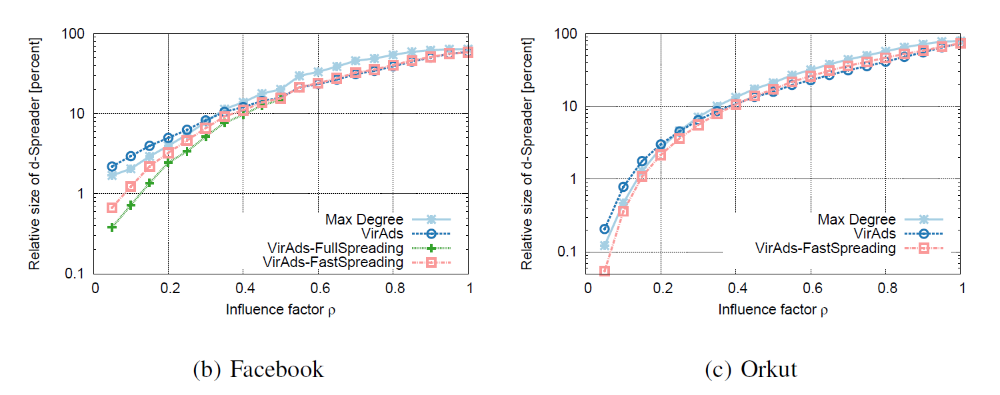 Relative size of d-Spreader [percent]
100
10
1
0.1
0 0.2 0.4 0.6 0.8 1
Influence factor ρ
Max Degree
VirAds
VirAds-FullSpreading
VirAds-FastSpreading
(b) Facebook
Relative size of d-Spreader [percent]
100
10
1
0.1
0 0.2 0.4 0.6 0.8 1
Influence factor ρ
Max Degree
VirAds
VirAds-FastSpreading
(c) Orkut